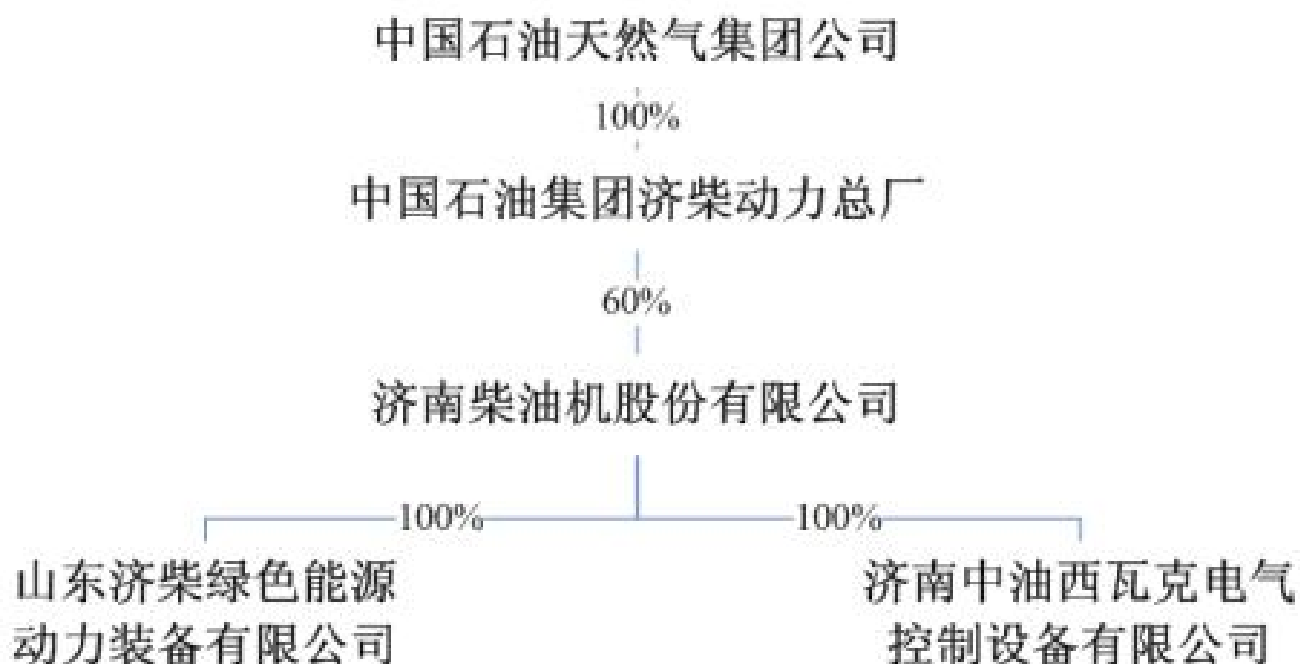 中国石油天然气集团公司
100%
中国石油集团济柴动力总厂
60%
济南柴油机股份有限公司
100%
100%
山东济柴绿色能源
动力装备有限公司
济南中油西瓦克电气
控制设备有限公司